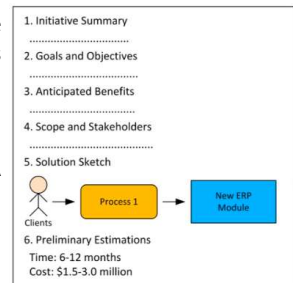 1. Initiative Summary
..............................
2. Goals and Objectives
.................................
3. Anticipated Benefits
................................
4. Scope and Stakeholders
......................................
5. Solution Sketch
Process 1
New ERP
Module
Clients
6. Preliminary Estimations
Time: 6-12 months
Cost: $1.5-3.0 million